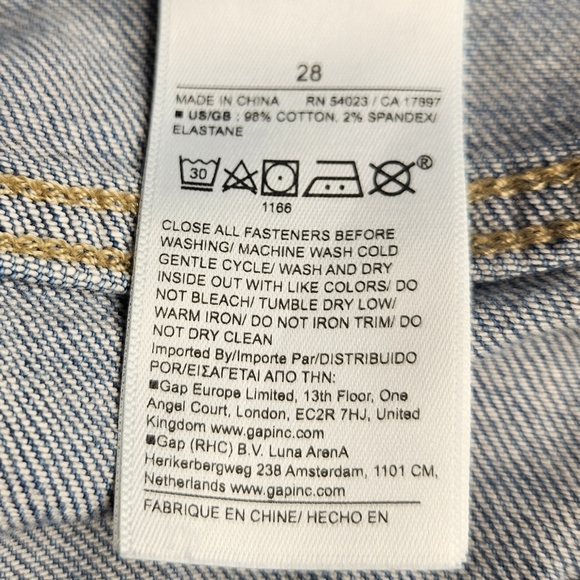 28
MADE IN CHINA RN 54023 / CA 17897
■ US/GB : 98% COTTON, 2% SPANDEX/
ELASTANE
30
®
1166
CLOSE ALL FASTENERS BEFORE
WASHING/ MACHINE WASH COLD
GENTLE CYCLE/ WASH AND DRY
INSIDE OUT WITH LIKE COLORS/ DO
NOT BLEACH/ TUMBLE DRY LOW/
WARM IRON/ DO NOT IRON TRIM/ DO
NOT DRY CLEAN
Imported By/Importe Par/DISTRIBUIDO
POR/ΕΙΣΑΓΕΤΑΙ ΑΠΟ ΤΗΝ:
■Gap Europe Limited, 13th Floor, One
Angel Court, London, EC2R 7HJ, United
Kingdom www.gapinc.com
■Gap (RHC) B.V. Luna ArenA
Herikerbergweg 238 Amsterdam, 1101 CM,
Netherlands www.gapinc.com
FABRIQUE EN CHINE/ HECHO EN